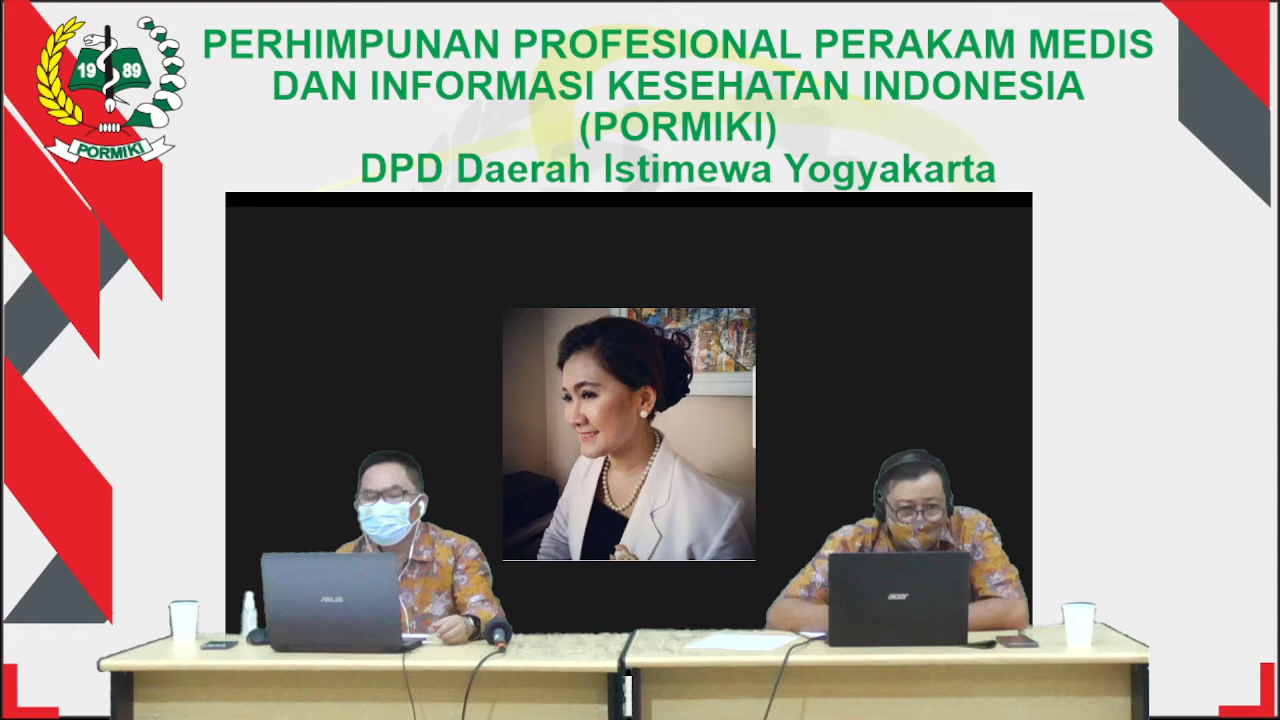 PERHIMPUNAN PROFESIONAL PERAKAM MEDIS
DAN INFORMASI KESEHATAN INDONESIA
(PORMIKI)
DPD Daerah Istimewa Yogyakarta
19 89
PORMIKI
ASUS
acer